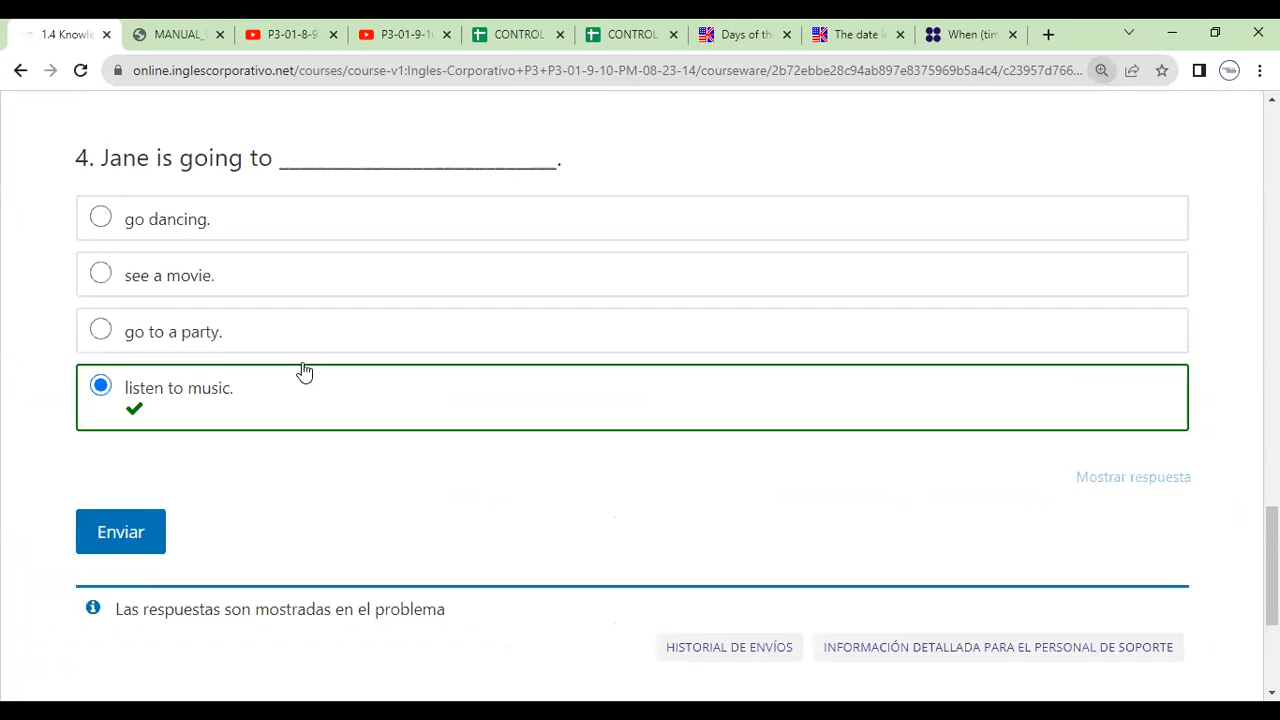 1.4 Knowle
MANUAL_
P3-01-8-9
P3-01-9-10
CONTROL
CONTROL
Days of the
The date i
When (tim
online.inglescorporativo.net/courses/course-v1:Ingles-Corporativo+P3+P3-01-9-10-PM-08-23-14/courseware/2b72ebbe28c94ab897e8375969b5a4c4/c23957d766...
4. Jane is going to __________________________.
go dancing.
see a movie.
go to a party.
listen to music.
Mostrar respuesta
Enviar
Las respuestas son mostradas en el problema
HISTORIAL DE ENVÍOS
INFORMACIÓN DETALLADA PARA EL PERSONAL DE SOPORTE